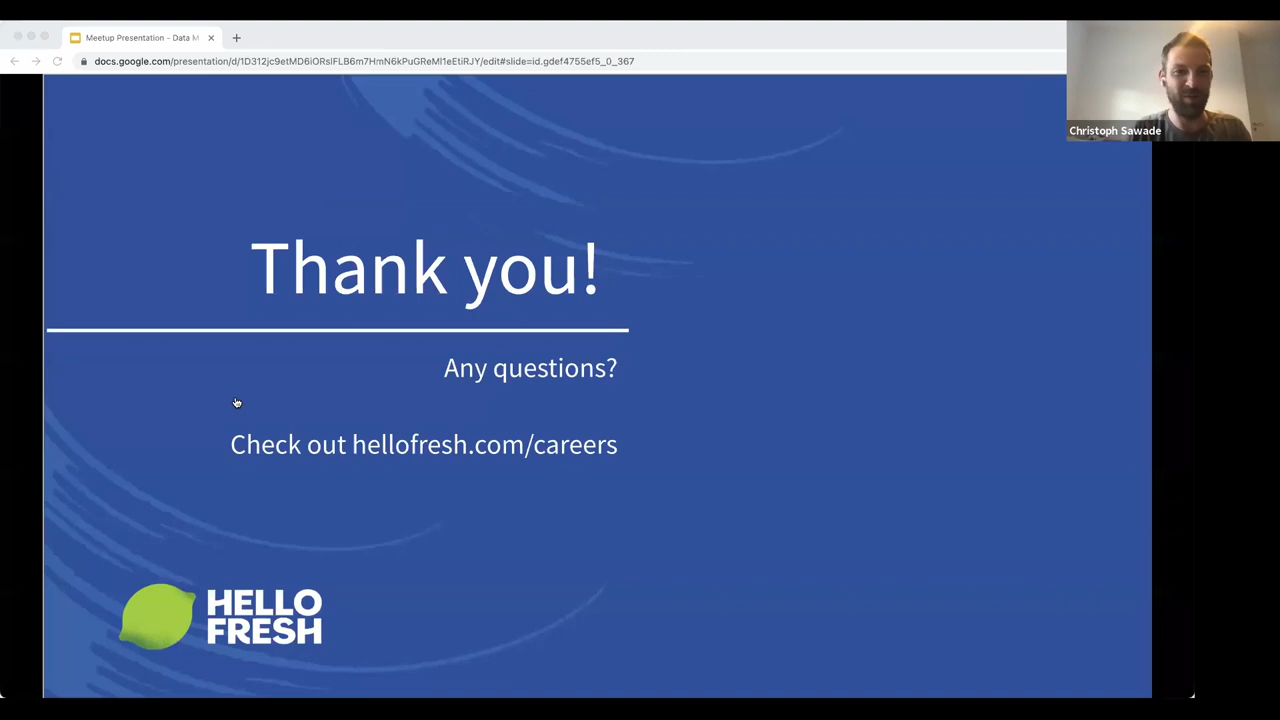 Meetup Presentation - Data M
docs.google.com/presentation/d/1D312jc9etMD6iORslFLB6m7HmN6kPuGReMl1eEtiRJY/edit#slide=id.gdef4755ef5_0_367
Christoph Sawade
Thank you!
Any questions?
Check out hellofresh.com/careers
HELLO
FRESH